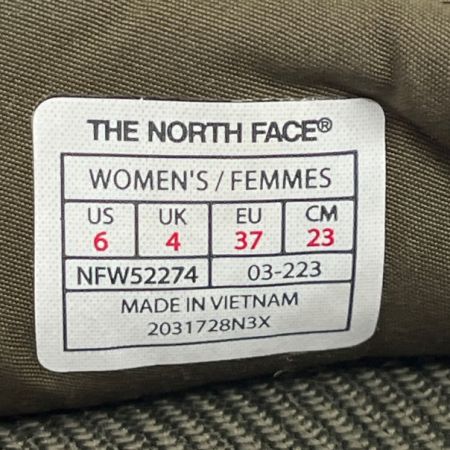 THE NORTH FACE®
WOMEN'S / FEMMES
US UK EU CM
6 4 37 23
NFW52274 03-223
MADE IN VIETNAM
2031728N3X